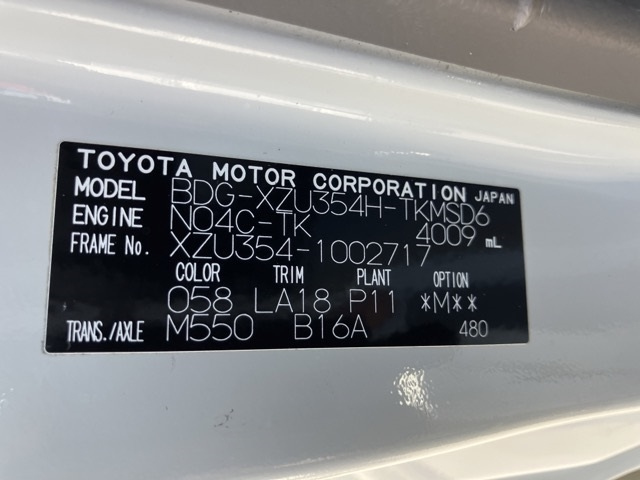 TOYOTA MOTOR CORPORATION JAPAN
MODEL BDG-XZU354H-TKMSD6
ENGINE N04C-TK 4009 mL
FRAME No. XZU354-1002717
COLOR TRIM PLANT OPTION
058 LA18 P11 *M**
TRANS./AXLE M550 B16A 480